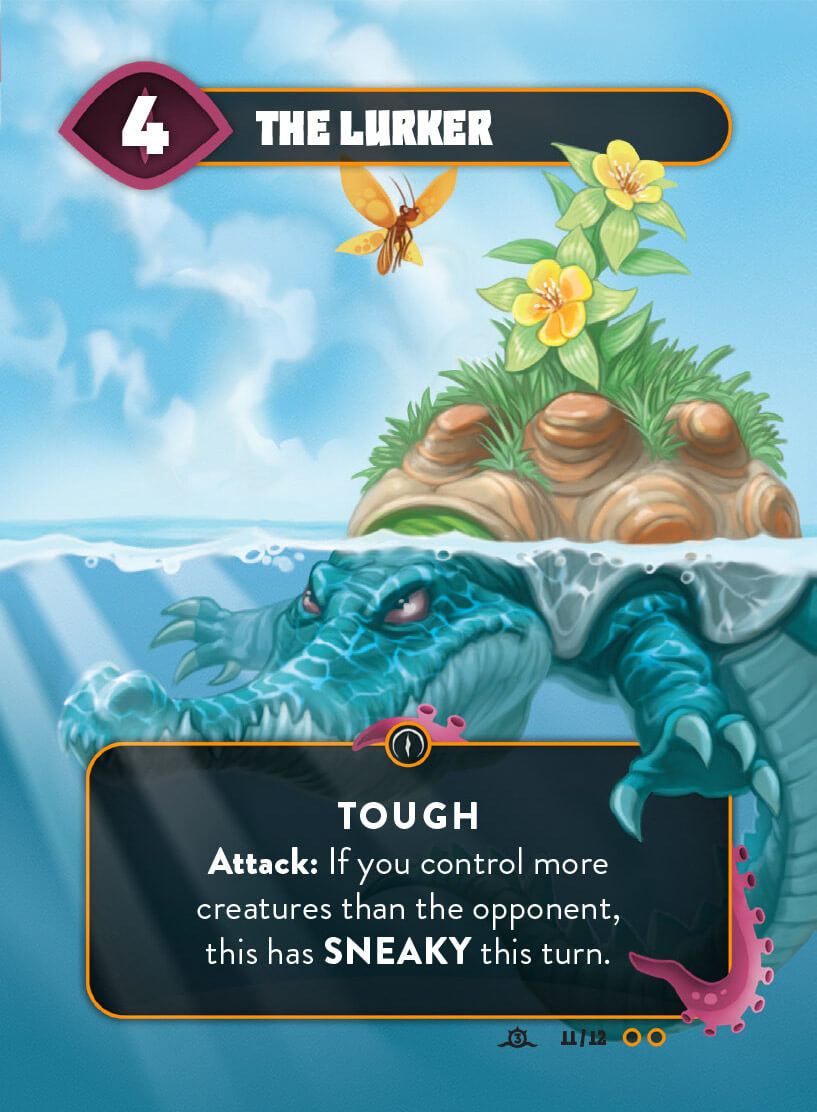 4
THE LURKER
TOUGH
Attack: If you control more
creatures than the opponent,
this has SNEAKY this turn.
3 11/12